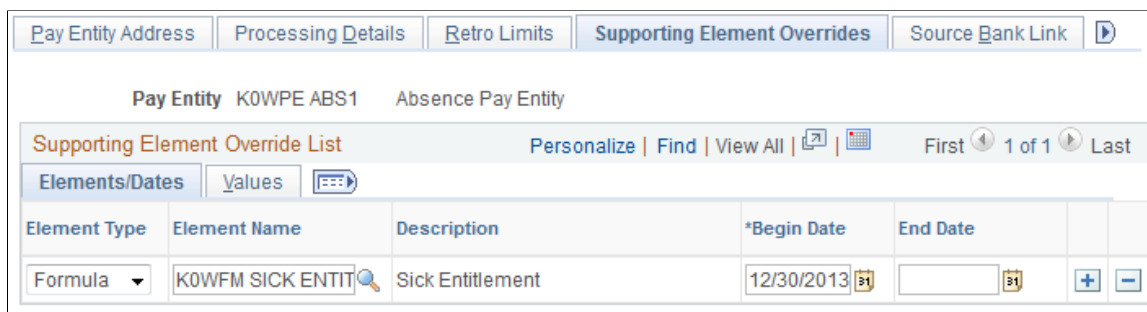 Pay Entity Address Processing Details Retro Limits Supporting Element Overrides Source Bank Link
Pay Entity K0WPE ABS1 Absence Pay Entity
Supporting Element Override List Personalize | Find | View All | | First 1 of 1 Last
Elements/Dates Values
Element Type Element Name Description *Begin Date End Date
Formula K0WFM SICK ENTIT Sick Entitlement 12/30/2013